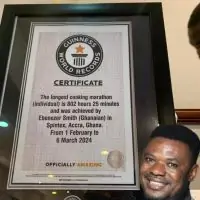 GUINNESS
WORLD RECORDS
CERTIFICATE
The longest cooking marathon
(individual) is 802 hours 25 minutes
and was achieved by
Ebenezer Smith (Ghanaian) in
Spintex, Accra, Ghana.
From 1 February to
6 March 2024
OFFICIALLY AMAZING